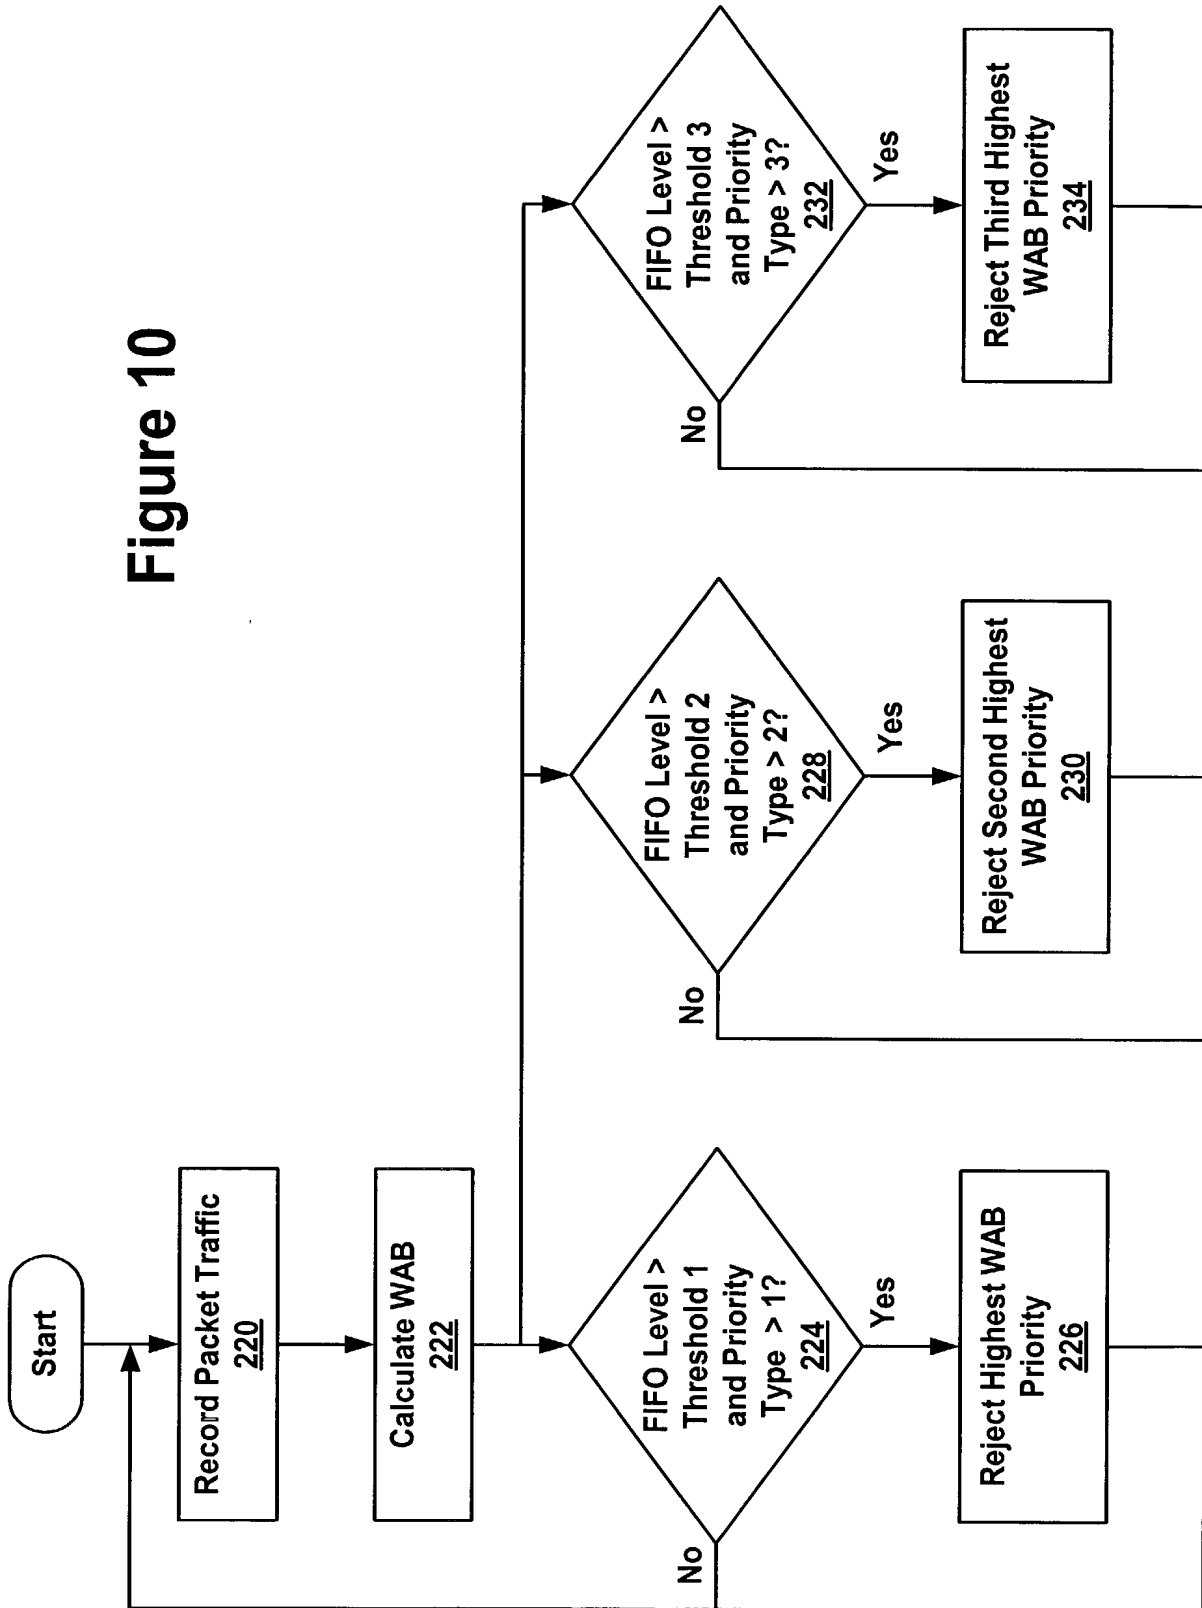 Figure 10
Start
Record Packet Traffic
220
Calculate WAB
222
FIFO Level >
Threshold 1
and Priority
Type > 1?
224
No
Yes
Reject Highest WAB
Priority
226
FIFO Level >
Threshold 2
and Priority
Type > 2?
228
No
Yes
Reject Second Highest
WAB Priority
230
FIFO Level >
Threshold 3
and Priority
Type > 3?
232
No
Yes
Reject Third Highest
WAB Priority
234